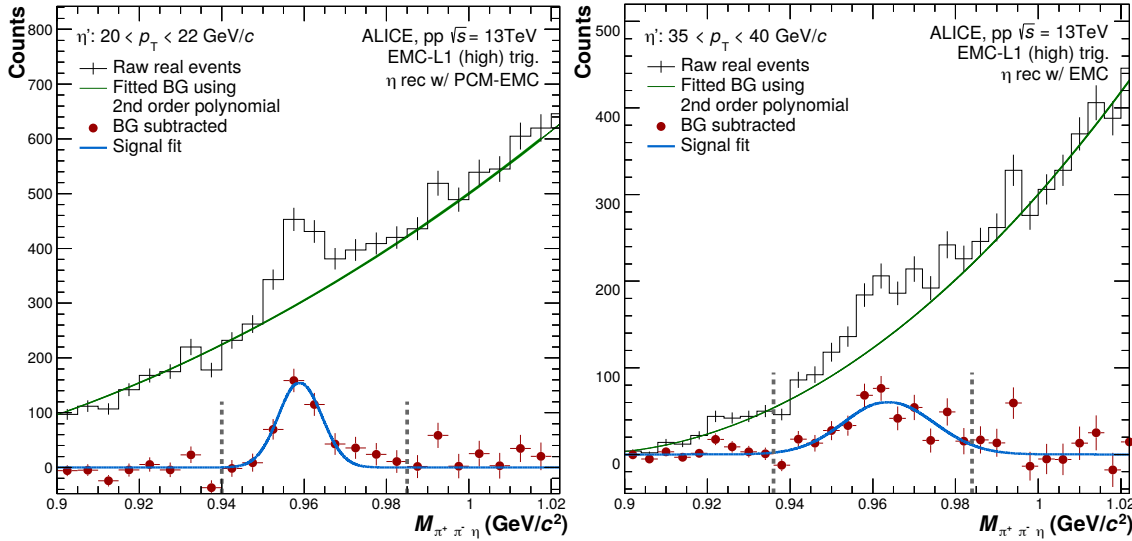 Counts
800
700
600
500
400
300
200
100
0
η': 20 < p_T < 22 GeV/c
Raw real events
Fitted BG using
2nd order polynomial
BG subtracted
Signal fit
ALICE, pp √s = 13TeV
EMC-L1 (high) trig.
η rec w/ PCM-EMC
0.9 0.92 0.94 0.96 0.98 1 1.02
M_π⁺ π⁻ η (GeV/c²)
Counts
500
400
300
200
100
0
η': 35 < p_T < 40 GeV/c
Raw real events
Fitted BG using
2nd order polynomial
BG subtracted
Signal fit
ALICE, pp √s = 13TeV
EMC-L1 (high) trig.
η rec w/ EMC
0.9 0.92 0.94 0.96 0.98 1 1.02
M_π⁺ π⁻ η (GeV/c²)